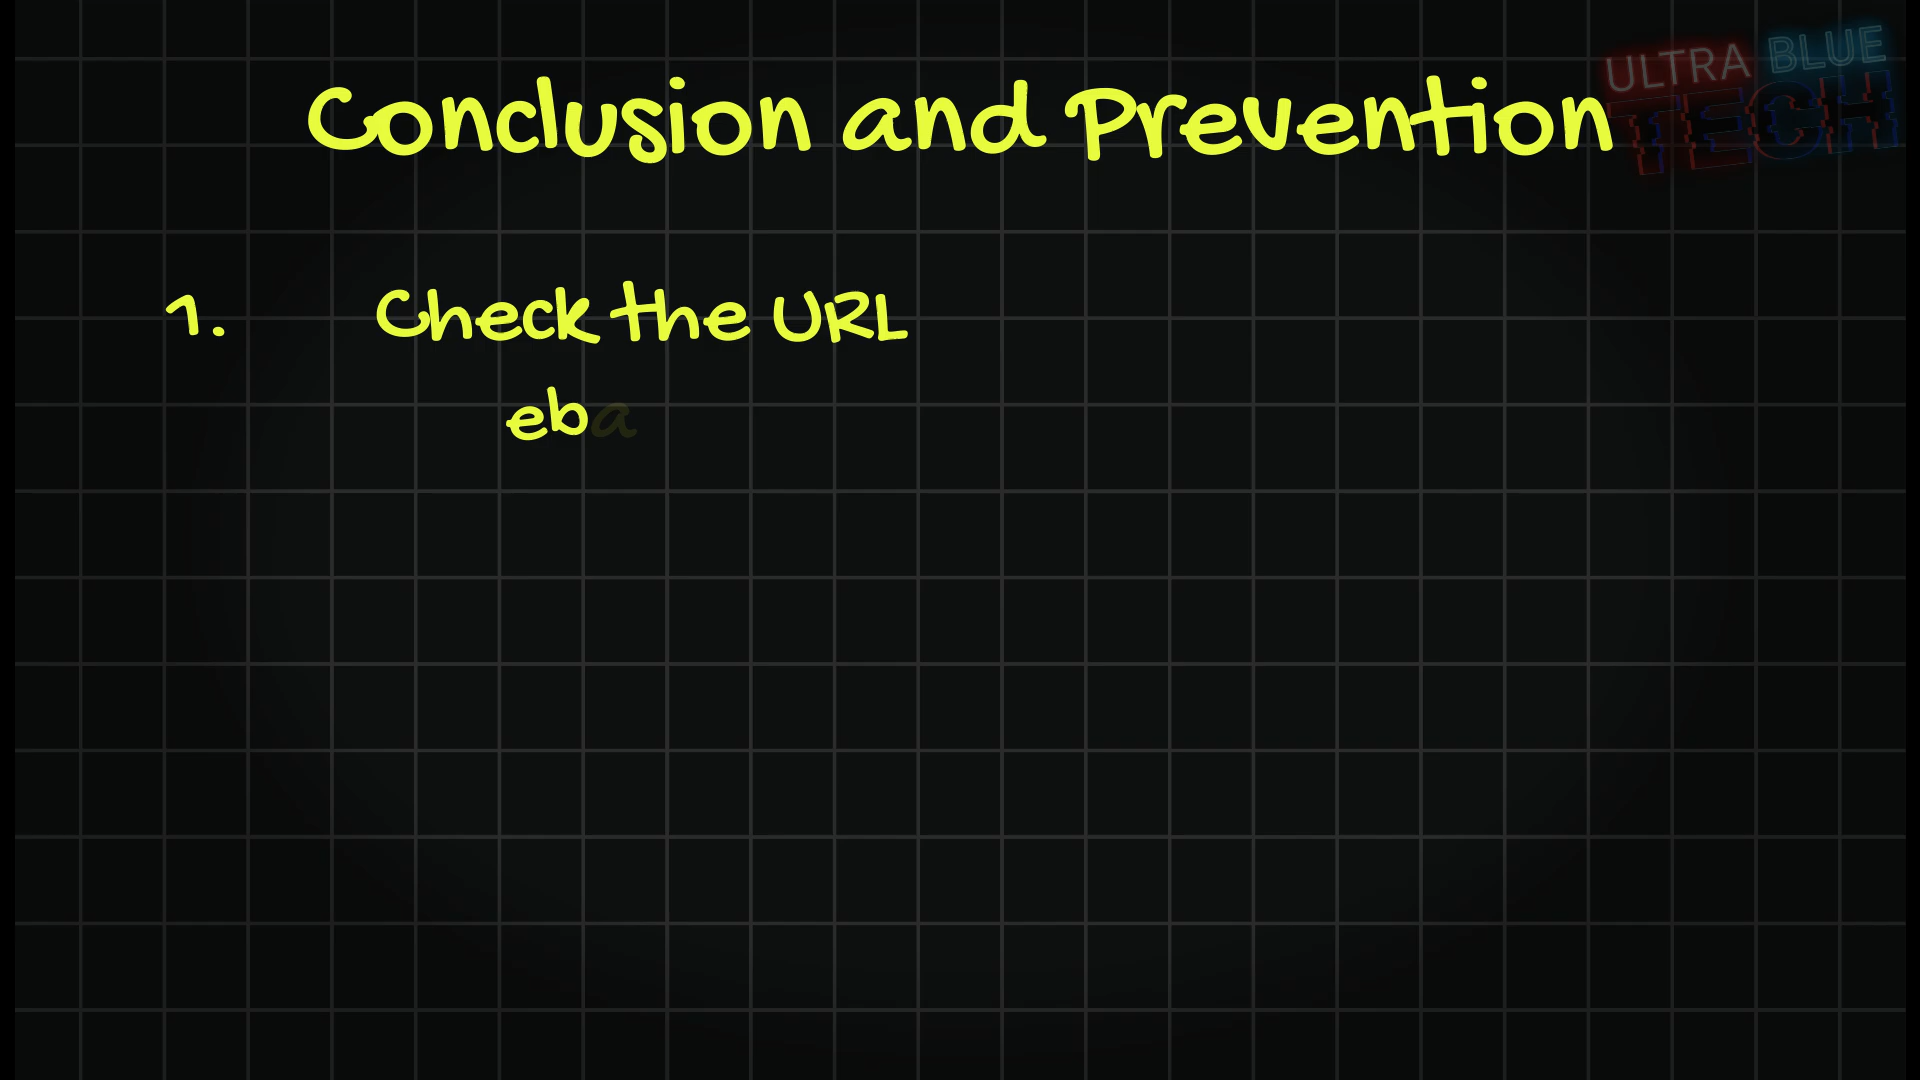 ULTRA BLUE
TECH
Conclusion and Prevention
1. Check the URL
eba